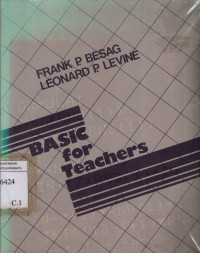 FRANK P. BESAG
LEONARD P. LEVINE
BASIC
for
Teachers
6424
C.1